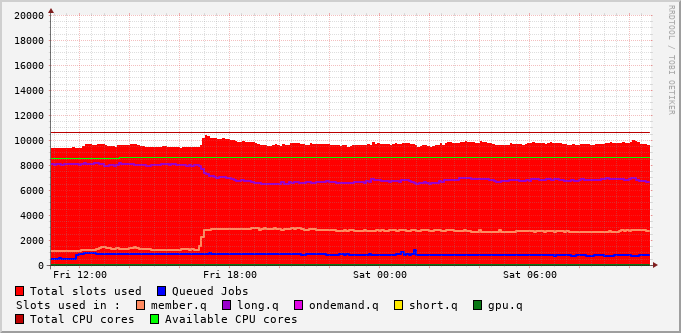 RRDTOOL / TOBI OETIKER
20000
18000
16000
14000
12000
10000
8000
6000
4000
2000
0
Fri 12:00 Fri 18:00 Sat 00:00 Sat 06:00
Total slots used Queued Jobs
Slots used in : member.q long.q ondemand.q short.q gpu.q
Total CPU cores Available CPU cores